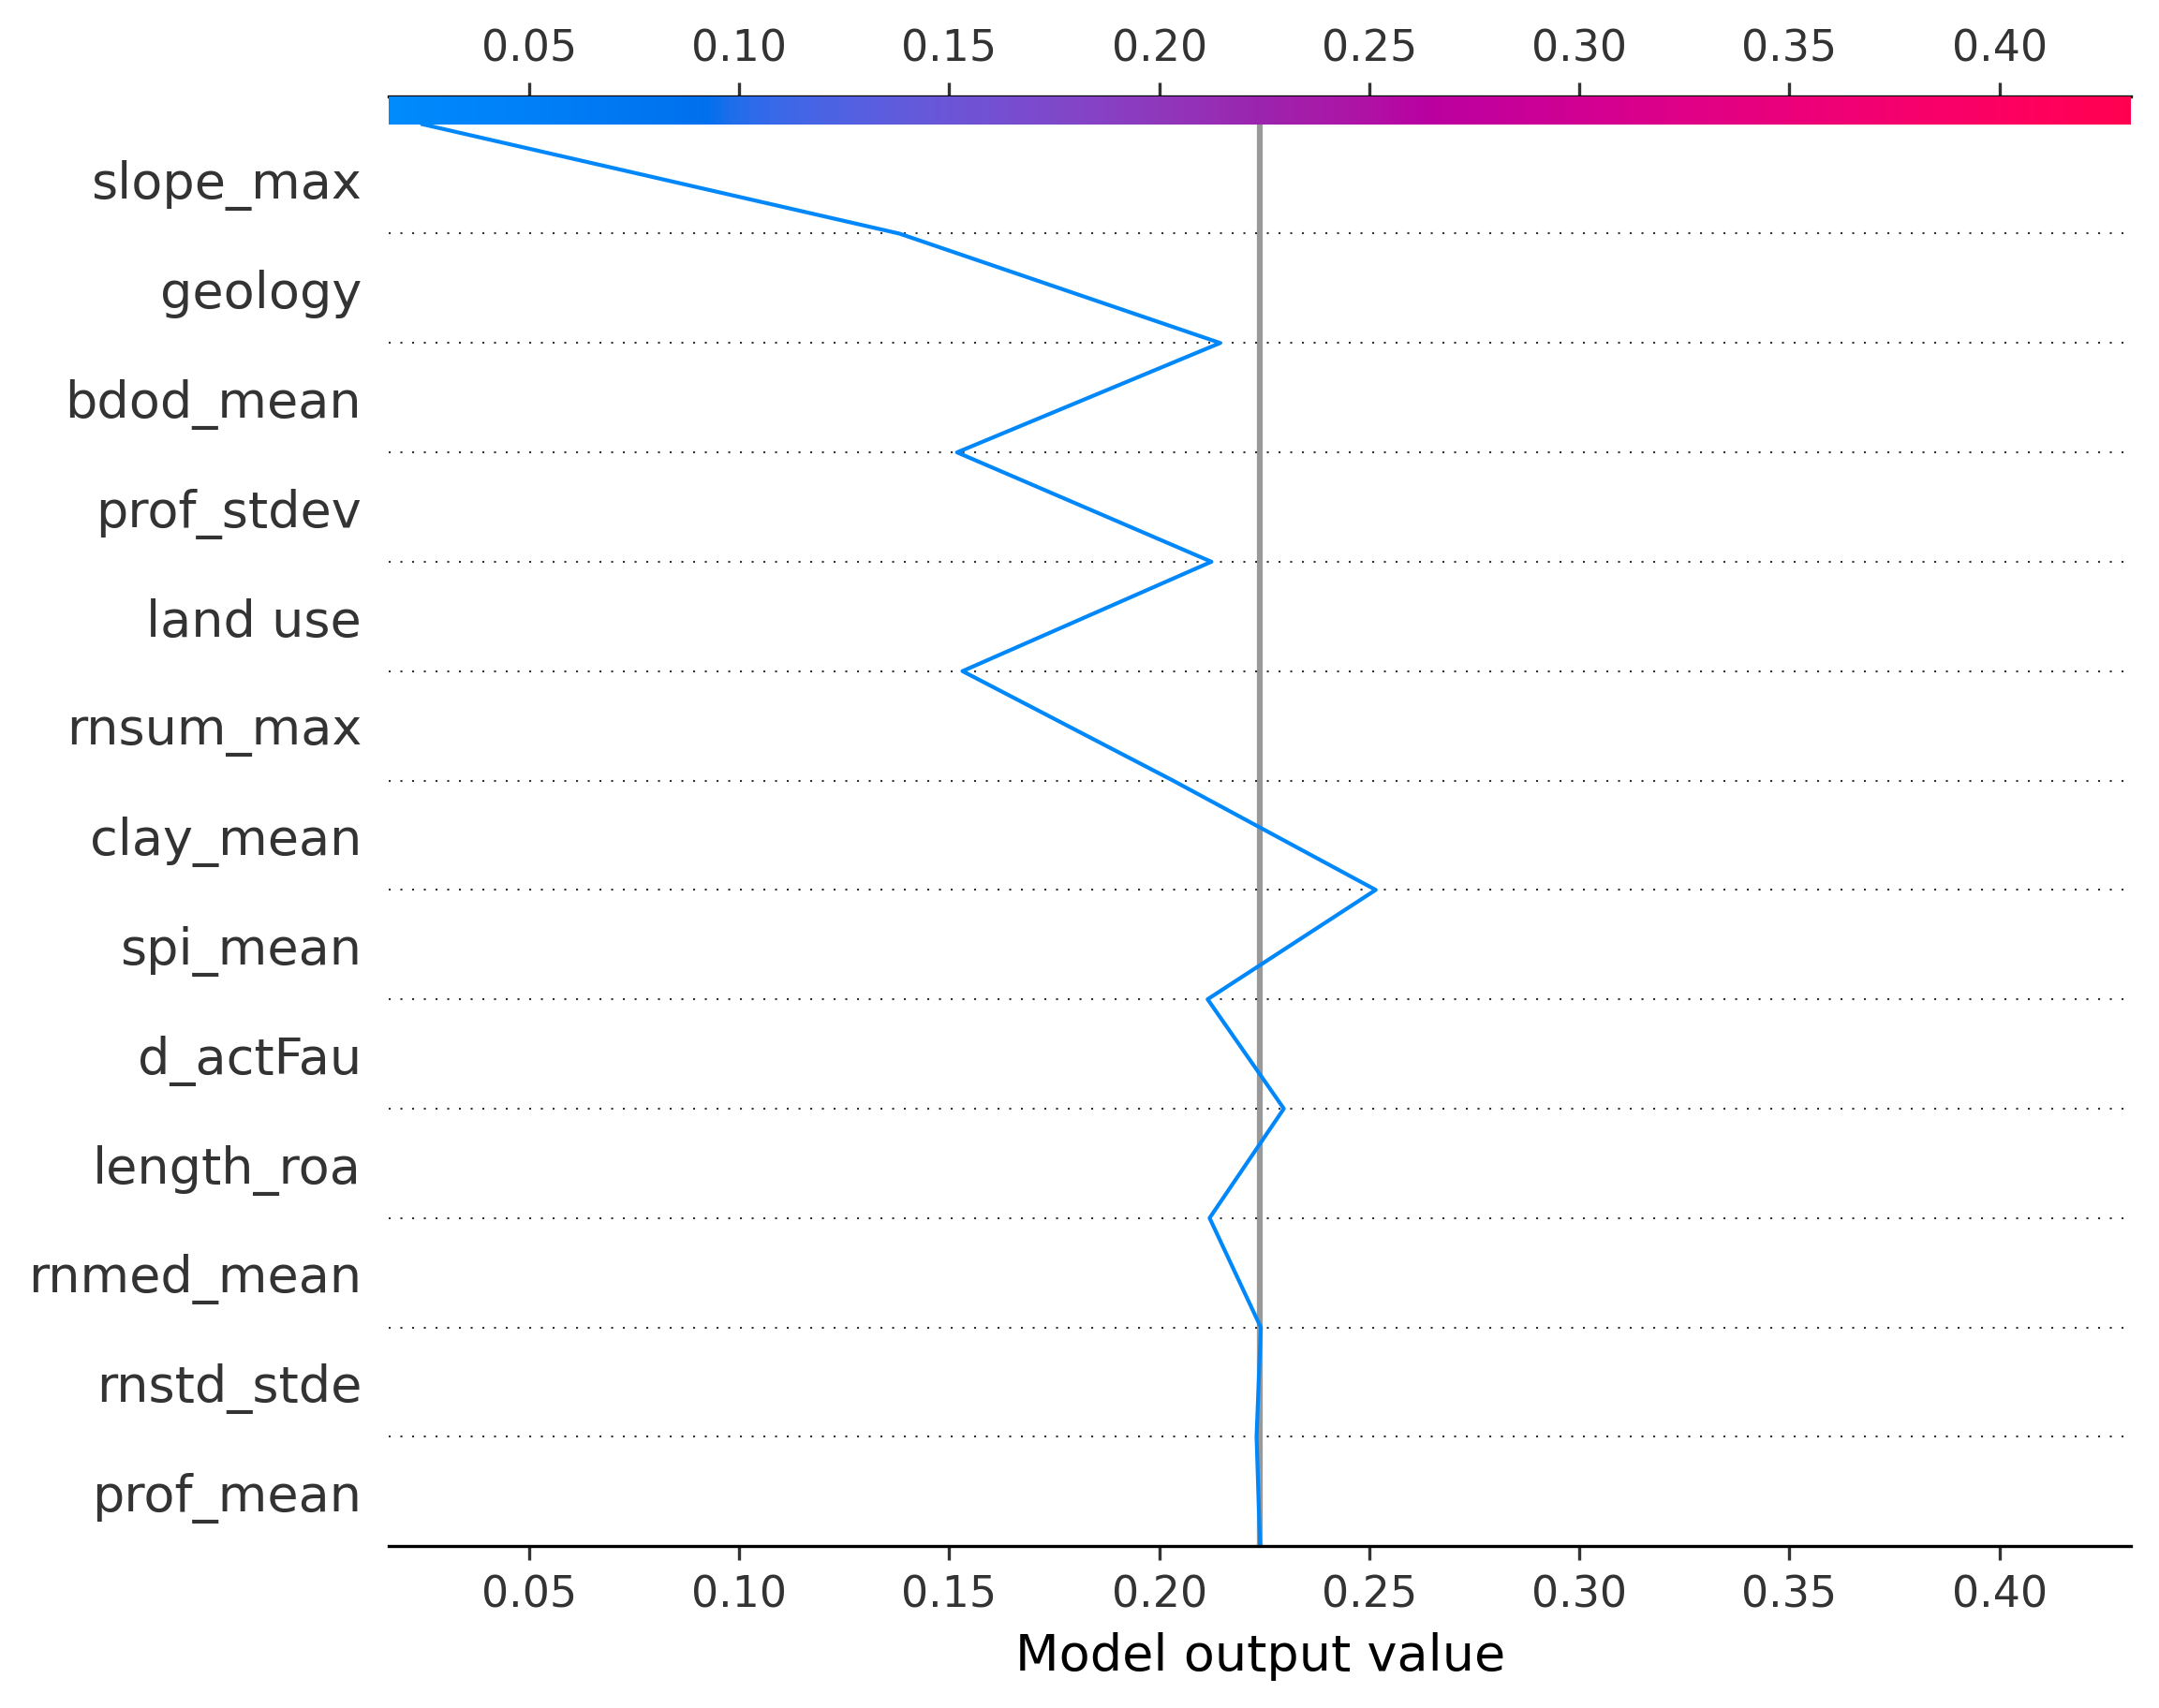 0.05 0.10 0.15 0.20 0.25 0.30 0.35 0.40
slope_max
geology
bdod_mean
prof_stdev
land use
rnsum_max
clay_mean
spi_mean
d_actFau
length_roa
rnmed_mean
rnstd_stde
prof_mean
0.05 0.10 0.15 0.20 0.25 0.30 0.35 0.40
Model output value